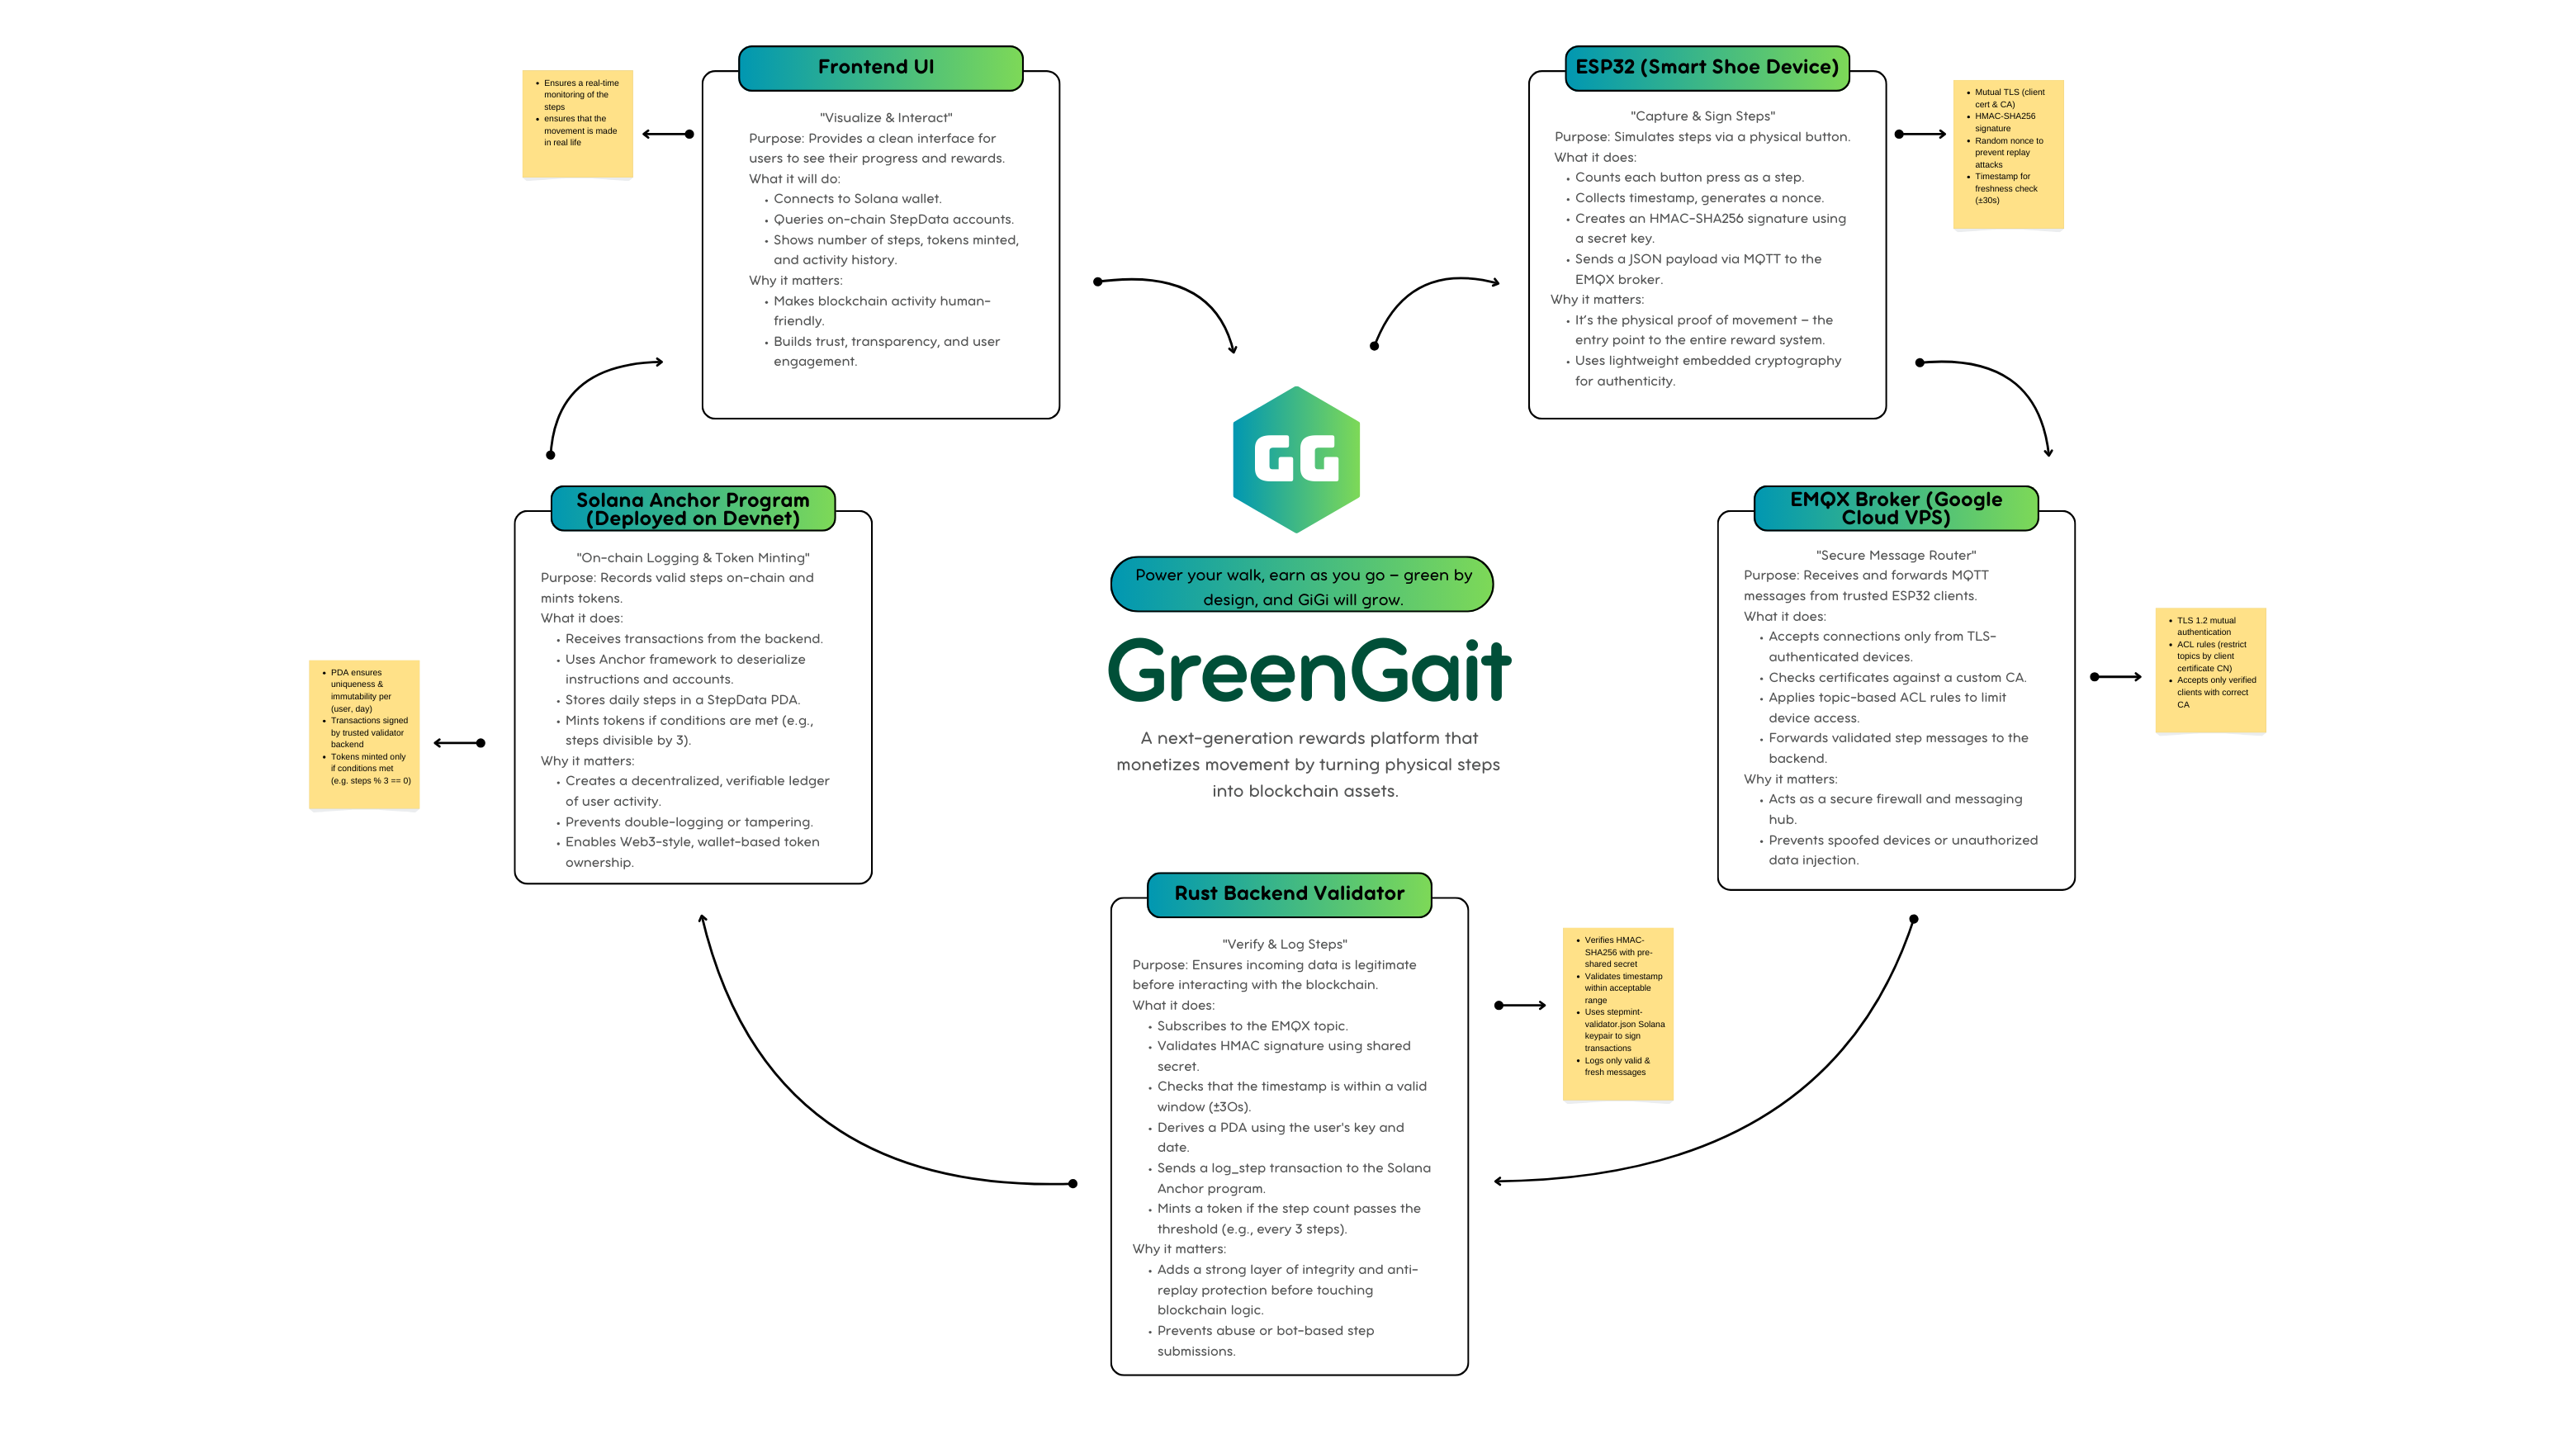 Frontend UI
"Visualize & Interact"
Purpose: Provides a clean interface for
users to see their progress and rewards.
What it will do:
• Connects to Solana wallet.
• Queries on-chain StepData accounts.
• Shows number of steps, tokens minted,
and activity history.
Why it matters:
• Makes blockchain activity human-
friendly.
• Builds trust, transparency, and user
engagement.
• Ensures a real-time
monitoring of the
steps
• ensures that the
movement is made
in real life
ESP32 (Smart Shoe Device)
"Capture & Sign Steps"
Purpose: Simulates steps via a physical button.
What it does:
• Counts each button press as a step.
• Collects timestamp, generates a nonce.
• Creates an HMAC-SHA256 signature using
a secret key.
• Sends a JSON payload via MQTT to the
EMQX broker.
Why it matters:
• It's the physical proof of movement – the
entry point to the entire reward system.
• Uses lightweight embedded cryptography
for authenticity.
• Mutual TLS (client
cert & CA)
• HMAC-SHA256
signature
• Random nonce to
prevent replay
attacks
• Timestamp for
freshness check
(±30s)
GG
Power your walk, earn as you go – green by
design, and GiGi will grow.
GreenGait
A next-generation rewards platform that
monetizes movement by turning physical steps
into blockchain assets.
Solana Anchor Program
(Deployed on Devnet)
"On-chain Logging & Token Minting"
Purpose: Records valid steps on-chain and
mints tokens.
What it does:
• Receives transactions from the backend.
• Uses Anchor framework to deserialize
instructions and accounts.
• Stores daily steps in a StepData PDA.
• Mints tokens if conditions are met (e.g.,
steps divisible by 3).
Why it matters:
• Creates a decentralized, verifiable ledger
of user activity.
• Prevents double-logging or tampering.
• Enables Web3-style, wallet-based token
ownership.
• PDA ensures
uniqueness &
immutability per
(user, day)
• Transactions signed
by trusted validator
backend
• Tokens minted only
if conditions met
(e.g. steps % 3 == 0)
EMQX Broker (Google
Cloud VPS)
"Secure Message Router"
Purpose: Receives and forwards MQTT
messages from trusted ESP32 clients.
What it does:
• Accepts connections only from TLS-
authenticated devices.
• Checks certificates against a custom CA.
• Applies topic-based ACL rules to limit
device access.
• Forwards validated step messages to the
backend.
Why it matters:
• Acts as a secure firewall and messaging
hub.
• Prevents spoofed devices or unauthorized
data injection.
• TLS 1.2 mutual
authentication
• ACL rules (restrict
topics by client
certificate CN)
• Accepts only verified
clients with correct
CA
Rust Backend Validator
"Verify & Log Steps"
Purpose: Ensures incoming data is legitimate
before interacting with the blockchain.
What it does:
• Subscribes to the EMQX topic.
• Validates HMAC signature using shared
secret.
• Checks that the timestamp is within a valid
window (±30s).
• Derives a PDA using the user's key and
date.
• Sends a log_step transaction to the Solana
Anchor program.
• Mints a token if the step count passes the
threshold (e.g., every 3 steps).
Why it matters:
• Adds a strong layer of integrity and anti-
replay protection before touching
blockchain logic.
• Prevents abuse or bot-based step
submissions.
• Verifies HMAC-
SHA256 with pre-
shared secret
• Validates timestamp
within acceptable
range
• Uses stepmint-
validator.json Solana
keypair to sign
transactions
• Logs only valid &
fresh messages